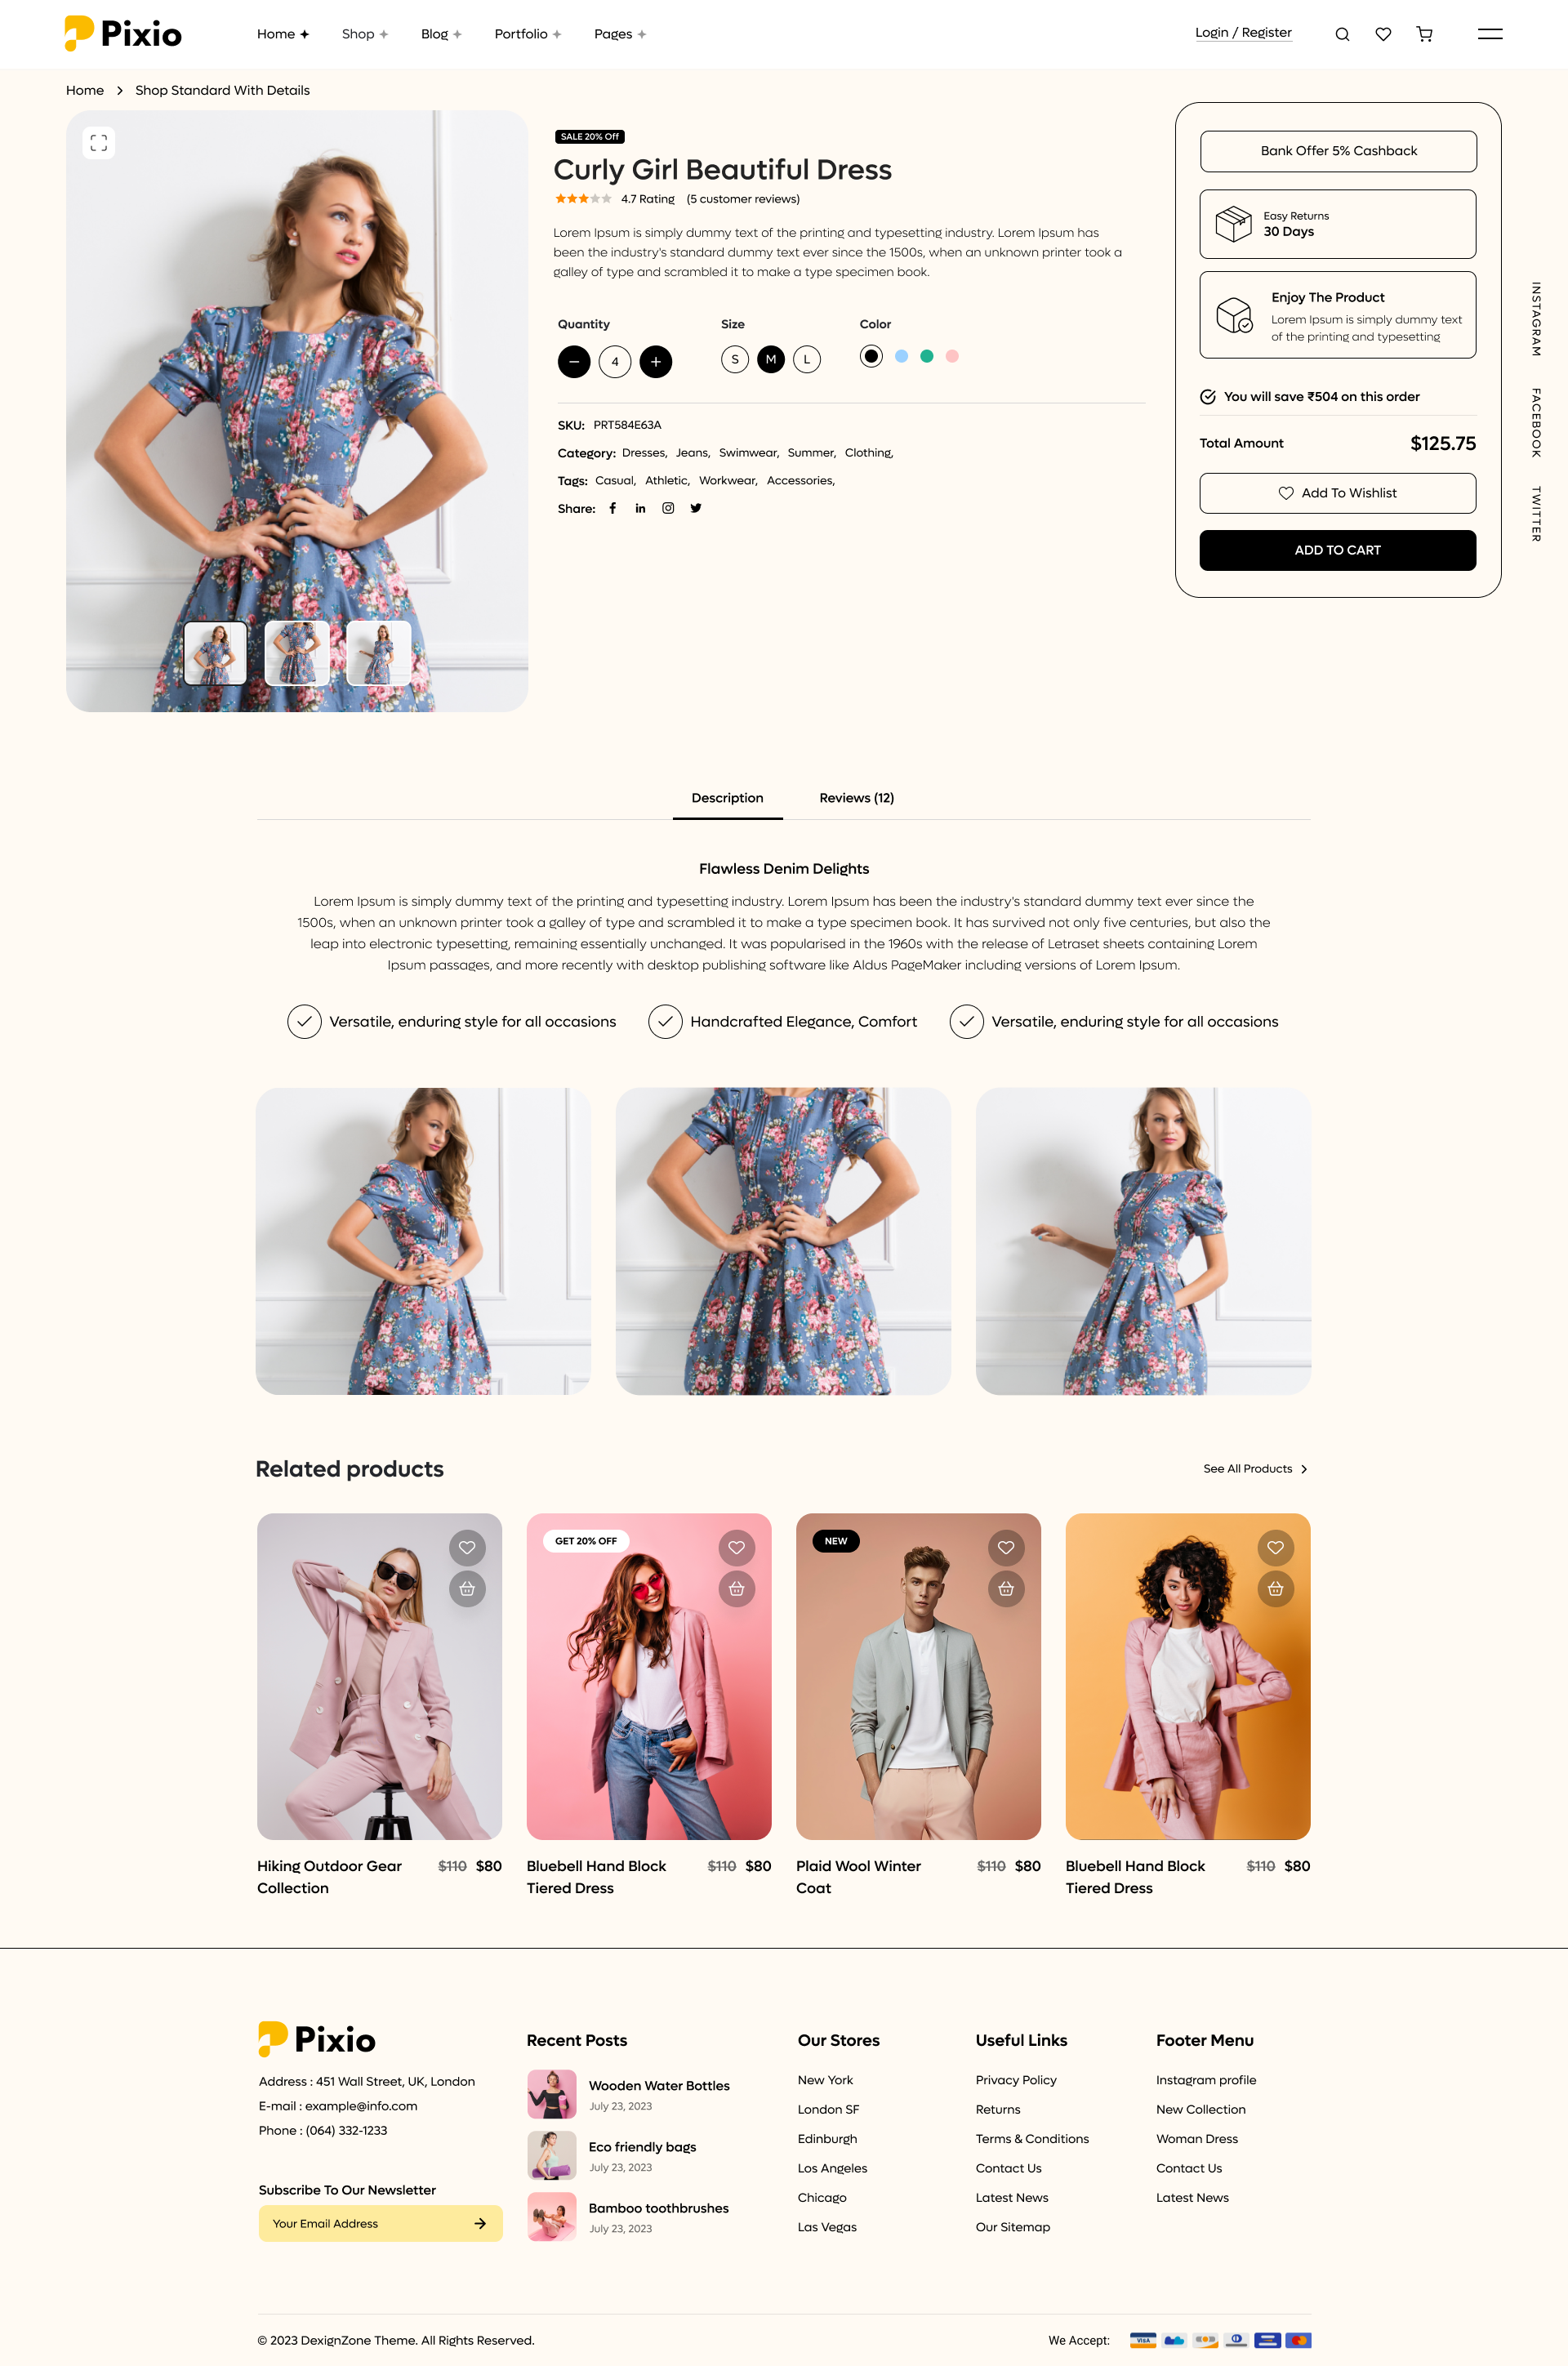 Pixio
Home
Shop
Blog
Portfolio
Pages
Login / Register
Home
Shop Standard With Details
SALE 20% Off
Curly Girl Beautiful Dress
4.7 Rating (5 customer reviews)
Lorem Ipsum is simply dummy text of the printing and typesetting industry. Lorem Ipsum has
been the industry's standard dummy text ever since the 1500s, when an unknown printer took a
galley of type and scrambled it to make a type specimen book.
Quantity
4
Size
S M L
Color
SKU: PRT584E63A
Category: Dresses, Jeans, Swimwear, Summer, Clothing,
Tags: Casual, Athletic, Workwear, Accessories,
Share:
Bank Offer 5% Cashback
Easy Returns
30 Days
Enjoy The Product
Lorem Ipsum is simply dummy text
of the printing and typesetting
You will save ₹504 on this order
Total Amount $125.75
Add To Wishlist
ADD TO CART
INSTAGRAM
FACEBOOK
TWITTER
Description
Reviews (12)
Flawless Denim Delights
Lorem Ipsum is simply dummy text of the printing and typesetting industry. Lorem Ipsum has been the industry's standard dummy text ever since the
1500s, when an unknown printer took a galley of type and scrambled it to make a type specimen book. It has survived not only five centuries, but also the
leap into electronic typesetting, remaining essentially unchanged. It was popularised in the 1960s with the release of Letraset sheets containing Lorem
Ipsum passages, and more recently with desktop publishing software like Aldus PageMaker including versions of Lorem Ipsum.
Versatile, enduring style for all occasions
Handcrafted Elegance, Comfort
Versatile, enduring style for all occasions
Related products
See All Products
Hiking Outdoor Gear
Collection
$110 $80
GET 20% OFF
Bluebell Hand Block
Tiered Dress
$110 $80
NEW
Plaid Wool Winter
Coat
$110 $80
Bluebell Hand Block
Tiered Dress
$110 $80
Pixio
Address : 451 Wall Street, UK, London
E-mail : example@info.com
Phone : (064) 332-1233
Subscribe To Our Newsletter
Your Email Address
Recent Posts
Wooden Water Bottles
July 23, 2023
Eco friendly bags
July 23, 2023
Bamboo toothbrushes
July 23, 2023
Our Stores
New York
London SF
Edinburgh
Los Angeles
Chicago
Las Vegas
Useful Links
Privacy Policy
Returns
Terms & Conditions
Contact Us
Latest News
Our Sitemap
Footer Menu
Instagram profile
New Collection
Woman Dress
Contact Us
Latest News
© 2023 DexignZone Theme. All Rights Reserved.
We Accept:
VISA